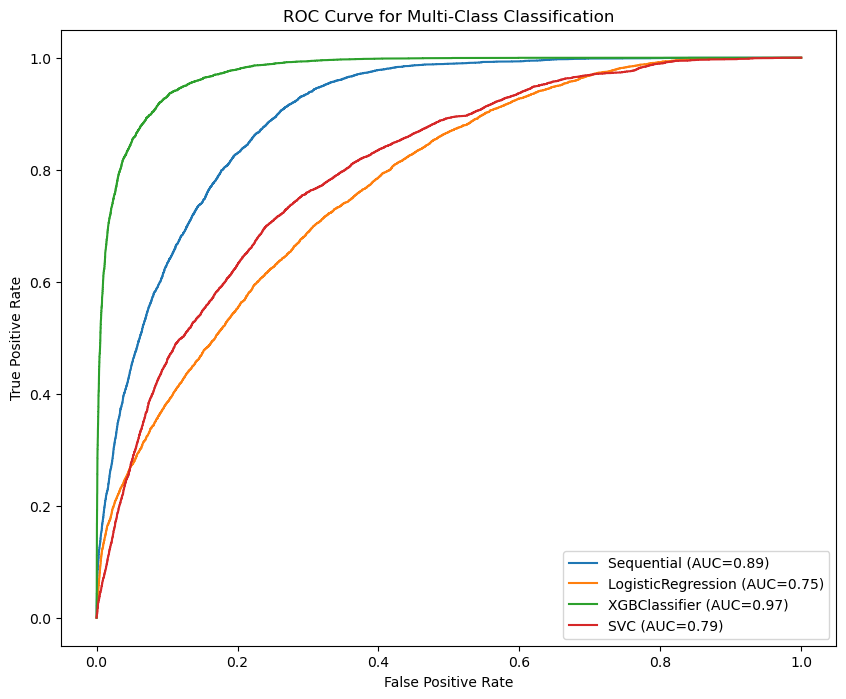 ROC Curve for Multi-Class Classification
True Positive Rate
1.0
0.8
0.6
0.4
0.2
0.0
0.0 0.2 0.4 0.6 0.8 1.0
False Positive Rate
Sequential (AUC=0.89)
LogisticRegression (AUC=0.75)
XGBClassifier (AUC=0.97)
SVC (AUC=0.79)